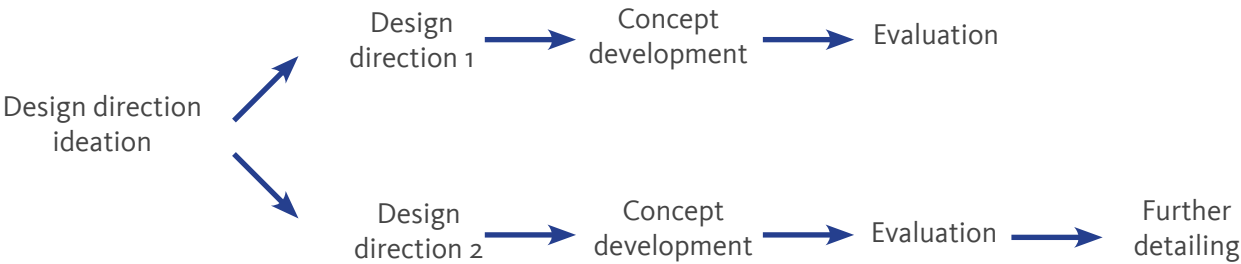 Design direction
ideation
Design
direction 1
Concept
development
Evaluation
Design
direction 2
Concept
development
Evaluation
Further
detailing